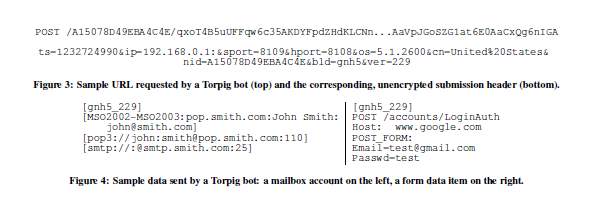 POST /A15078D49EBA4C4E/qxoT4B5uUFFqw6c35AKDYFpdZHdKLCNn...AaVpJGoSZG1at6E0AaCxQg6nIGA
ts=1232724990&ip=192.168.0.1:&sport=8109&hport=8108&os=5.1.2600&cn=United%20States&
nid=A15078D49EBA4C4E&bld=gnh5&ver=229
Figure 3: Sample URL requested by a Torpig bot (top) and the corresponding, unencrypted submission header (bottom).
[gnh5_229]
[MSO2002-MSO2003:pop.smith.com:John Smith:
john@smith.com]
[pop3://john:smith@pop.smith.com:110]
[smtp://:@smtp.smith.com:25]
[gnh5_229]
POST /accounts/LoginAuth
Host: www.google.com
POST_FORM:
Email=test@gmail.com
Passwd=test
Figure 4: Sample data sent by a Torpig bot: a mailbox account on the left, a form data item on the right.